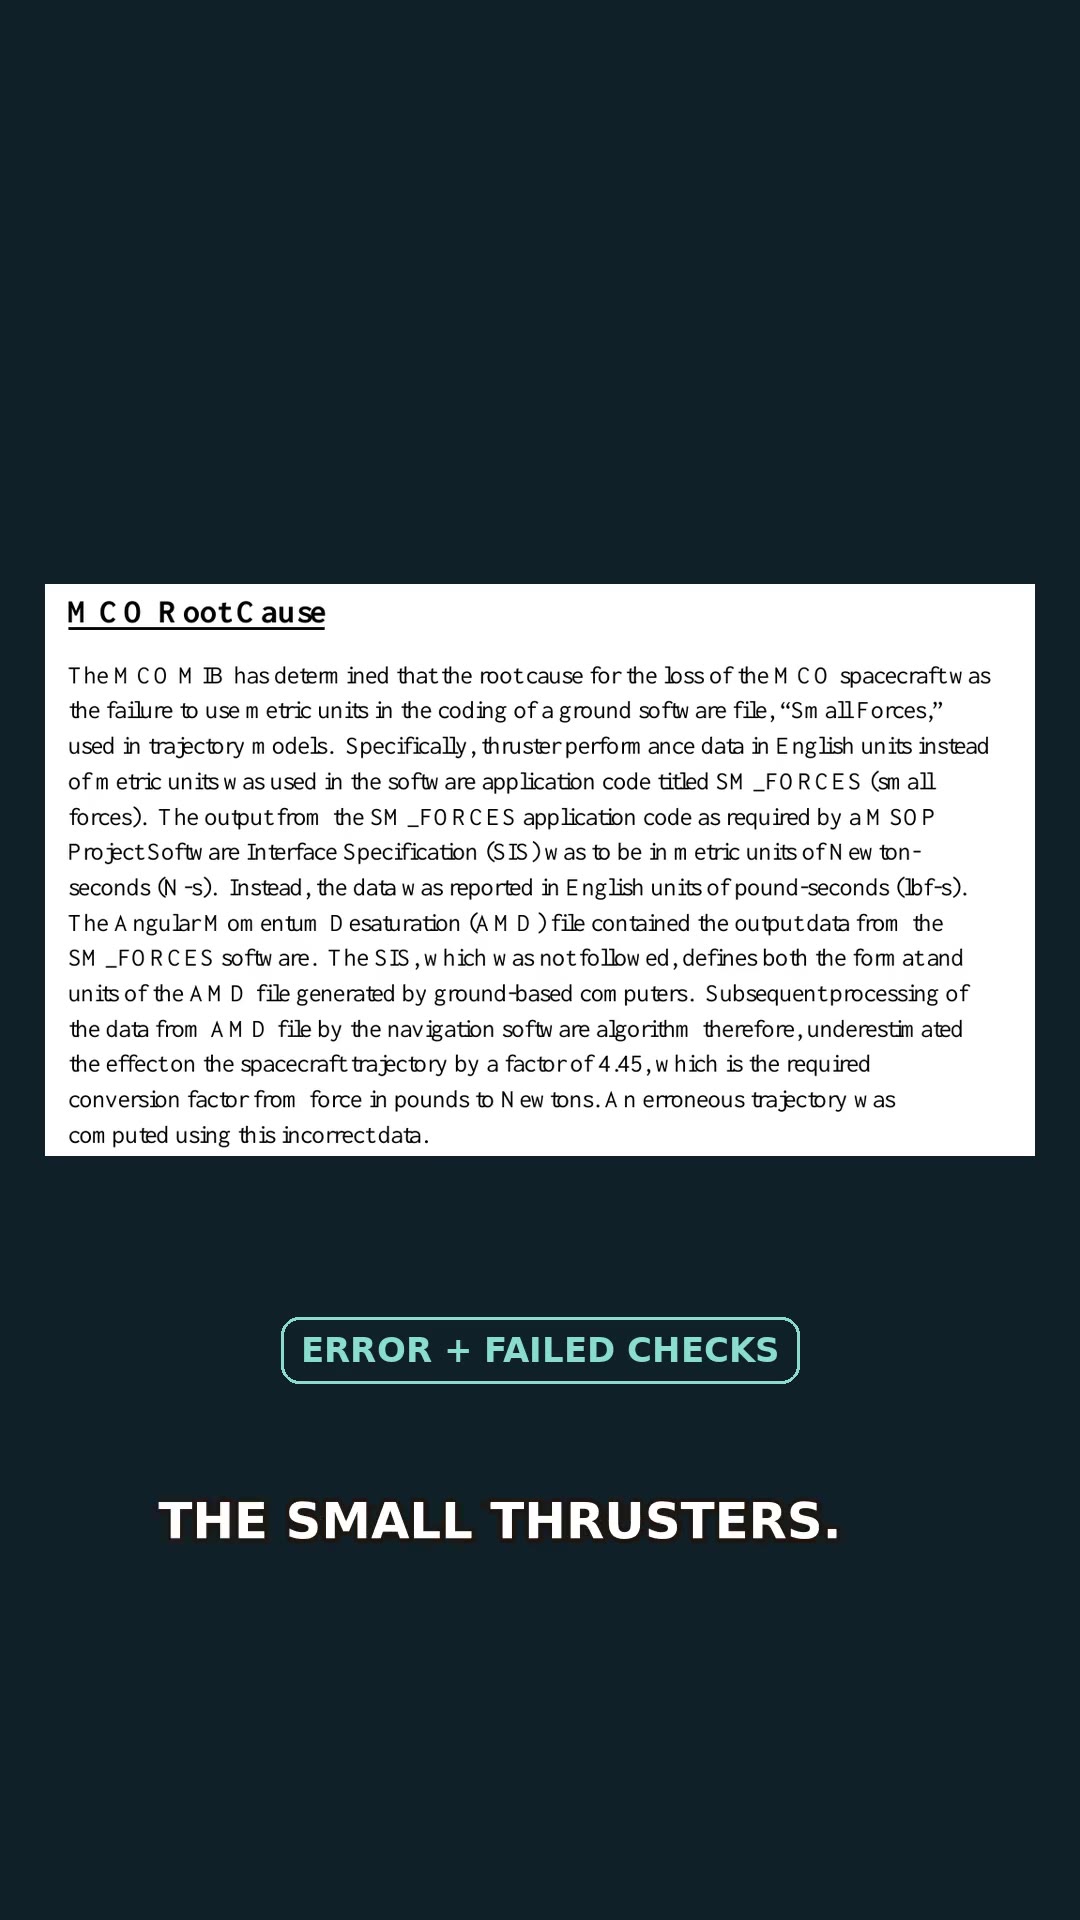 MCO Root Cause
The MCO MIB has determined that the root cause for the loss of the MCO spacecraft was
the failure to use metric units in the coding of a ground software file, “Small Forces,”
used in trajectory models. Specifically, thruster performance data in English units instead
of metric units was used in the software application code titled SM_FORCES (small
forces). The output from the SM_FORCES application code as required by a MSOP
Project Software Interface Specification (SIS) was to be in metric units of Newton-
seconds (N-s). Instead, the data was reported in English units of pound-seconds (lbf-s).
The Angular Momentum Desaturation (AMD) file contained the output data from the
SM_FORCES software. The SIS, which was not followed, defines both the format and
units of the AMD file generated by ground-based computers. Subsequent processing of
the data from AMD file by the navigation software algorithm therefore, underestimated
the effect on the spacecraft trajectory by a factor of 4.45, which is the required
conversion factor from force in pounds to Newtons. An erroneous trajectory was
computed using this incorrect data.
ERROR + FAILED CHECKS
THE SMALL THRUSTERS.